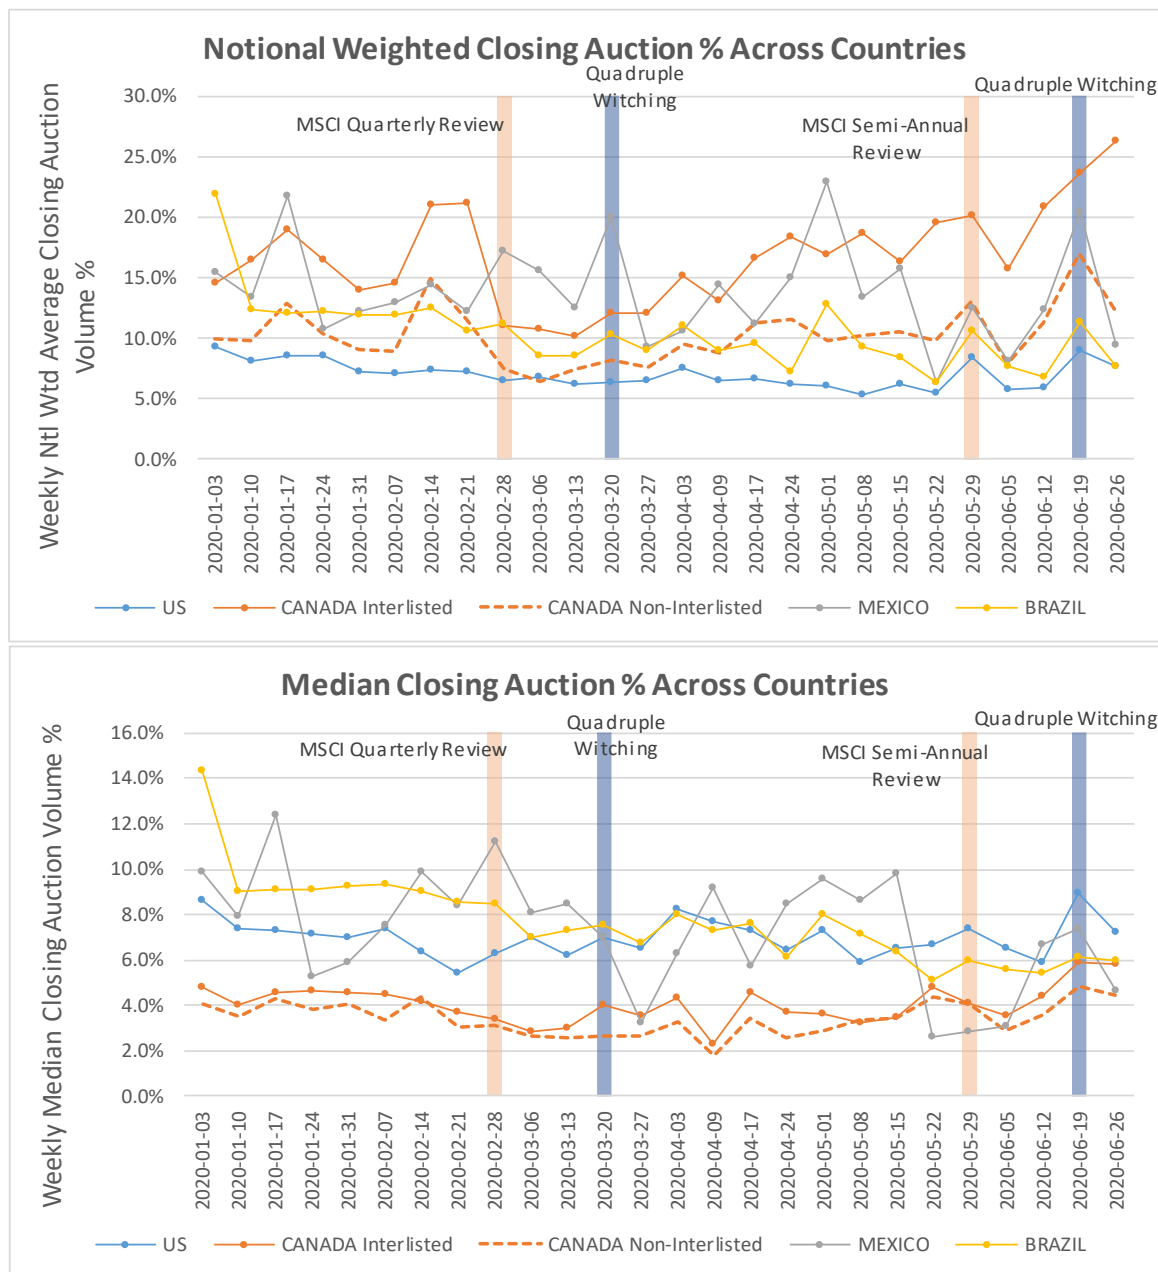 Notional Weighted Closing Auction % Across Countries
Weekly Ntl Wtd Average Closing Auction
Volume %
30.0%
25.0%
20.0%
15.0%
10.0%
5.0%
0.0%
MSCI Quarterly Review
Quadruple
Witching
MSCI Semi-Annual
Review
Quadruple Witching
2020-01-03
2020-01-10
2020-01-17
2020-01-24
2020-01-31
2020-02-07
2020-02-14
2020-02-21
2020-02-28
2020-03-06
2020-03-13
2020-03-20
2020-03-27
2020-04-03
2020-04-09
2020-04-17
2020-04-24
2020-05-01
2020-05-08
2020-05-15
2020-05-22
2020-05-29
2020-06-05
2020-06-12
2020-06-19
2020-06-26
US
CANADA Interlisted
CANADA Non-Interlisted
MEXICO
BRAZIL
Median Closing Auction % Across Countries
Weekly Median Closing Auction Volume %
16.0%
14.0%
12.0%
10.0%
8.0%
6.0%
4.0%
2.0%
0.0%
MSCI Quarterly Review
Quadruple
Witching
MSCI Semi-Annual
Review
Quadruple Witching
2020-01-03
2020-01-10
2020-01-17
2020-01-24
2020-01-31
2020-02-07
2020-02-14
2020-02-21
2020-02-28
2020-03-06
2020-03-13
2020-03-20
2020-03-27
2020-04-03
2020-04-09
2020-04-17
2020-04-24
2020-05-01
2020-05-08
2020-05-15
2020-05-22
2020-05-29
2020-06-05
2020-06-12
2020-06-19
2020-06-26
US
CANADA Interlisted
CANADA Non-Interlisted
MEXICO
BRAZIL